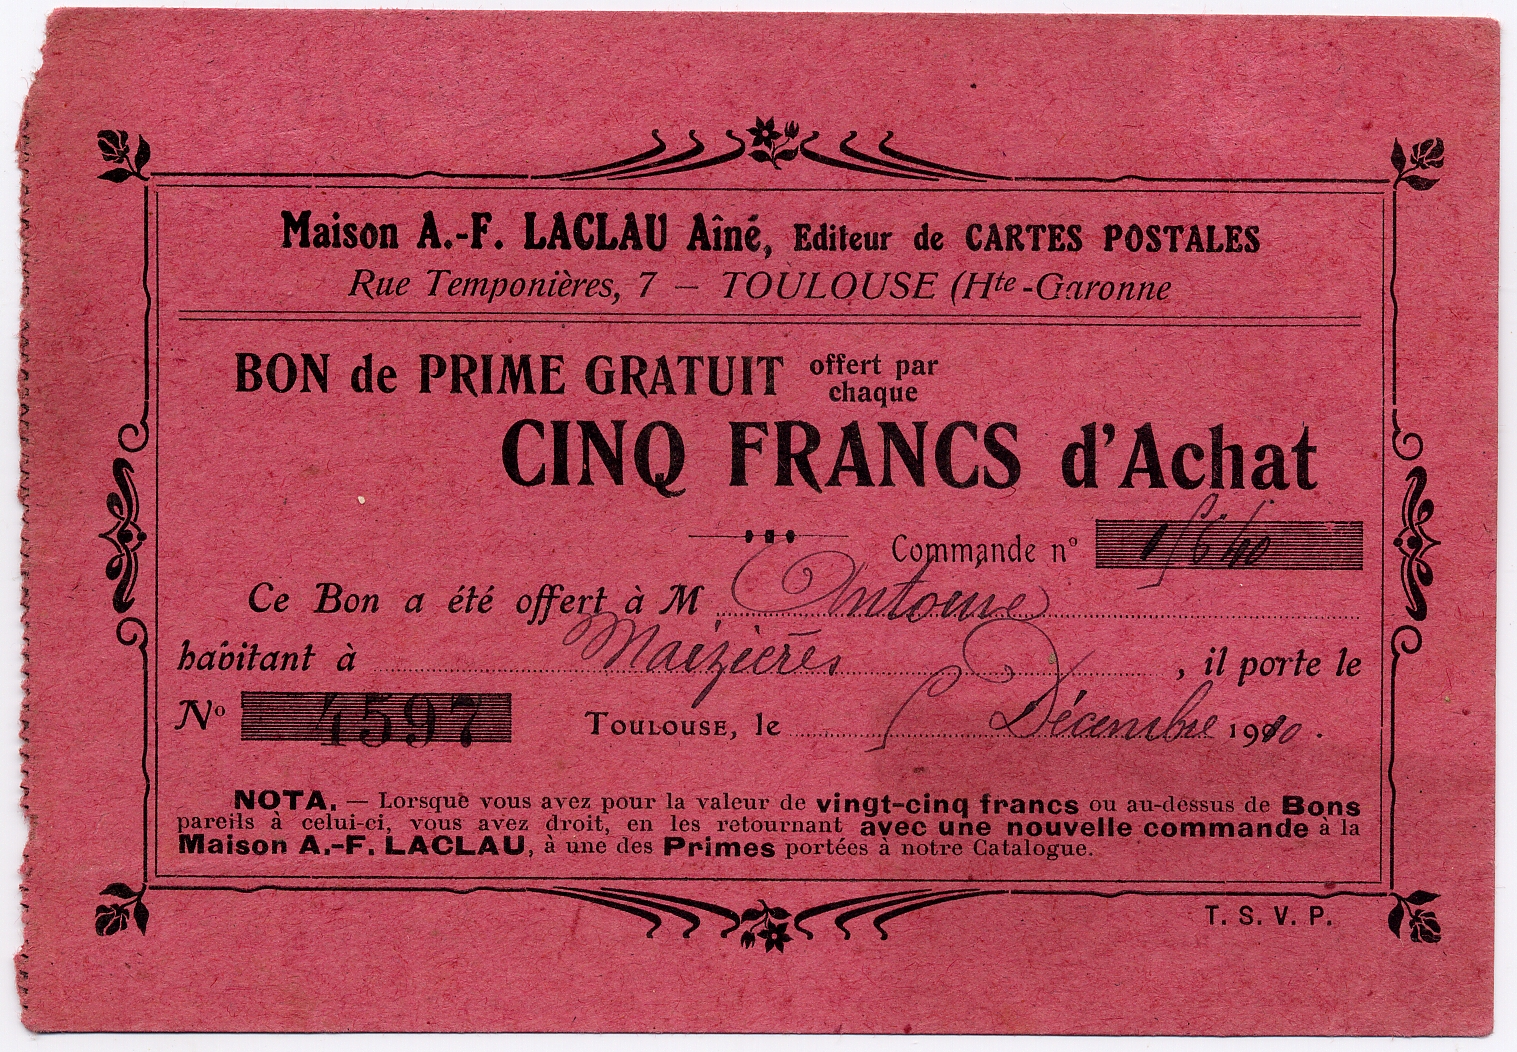 Maison A.-F. LACLAU Aîné, Editeur de CARTES POSTALES
Rue Temponières, 7 — TOULOUSE (Hte-Garonne
BON de PRIME GRATUIT offert par chaque
CINQ FRANCS d'Achat
Commande nº
Ce Bon a été offert à M Antoine
habitant à Maizières , il porte le
Nº 4597 TOULOUSE, le Décembre 1910.
NOTA. — Lorsque vous avez pour la valeur de vingt-cinq francs ou au-dessus de Bons
pareils à celui-ci, vous avez droit, en les retournant avec une nouvelle commande à la
Maison A.-F. LACLAU, à une des Primes portées à notre Catalogue.
T. S. V. P.